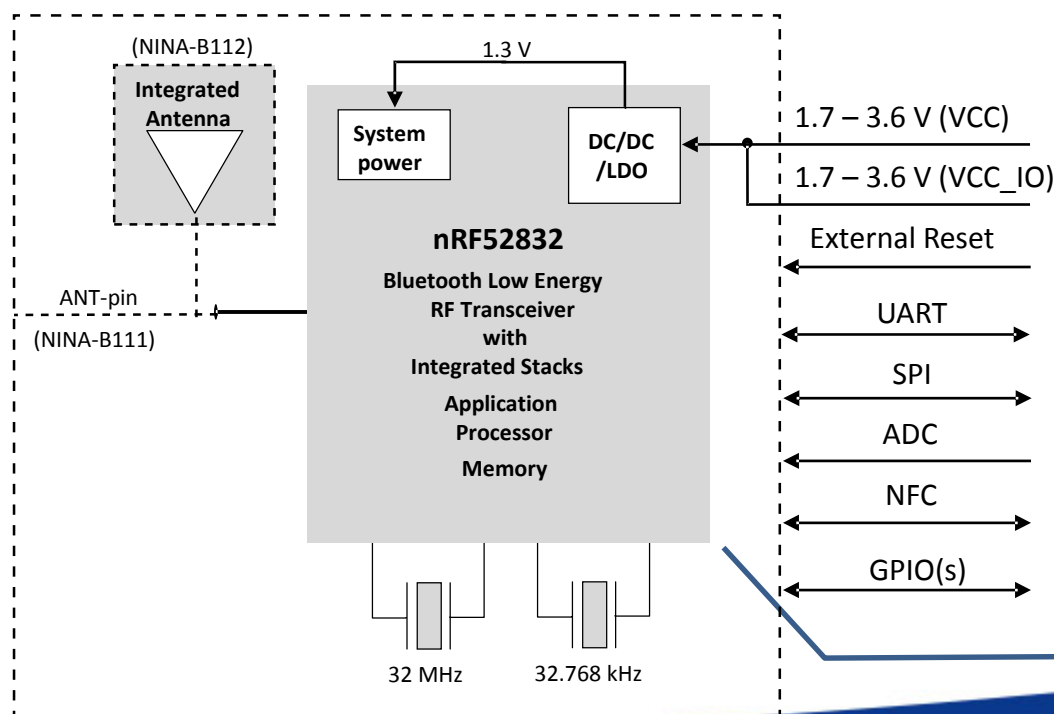 (NINA-B112)
Integrated
Antenna
1.3 V
System
power
DC/DC
/LDO
1.7 – 3.6 V (VCC)
1.7 – 3.6 V (VCC_IO)
External Reset
nRF52832
Bluetooth Low Energy
RF Transceiver
with
Integrated Stacks
Application
Processor
Memory
ANT-pin
(NINA-B111)
UART
SPI
ADC
NFC
GPIO(s)
32 MHz
32.768 kHz